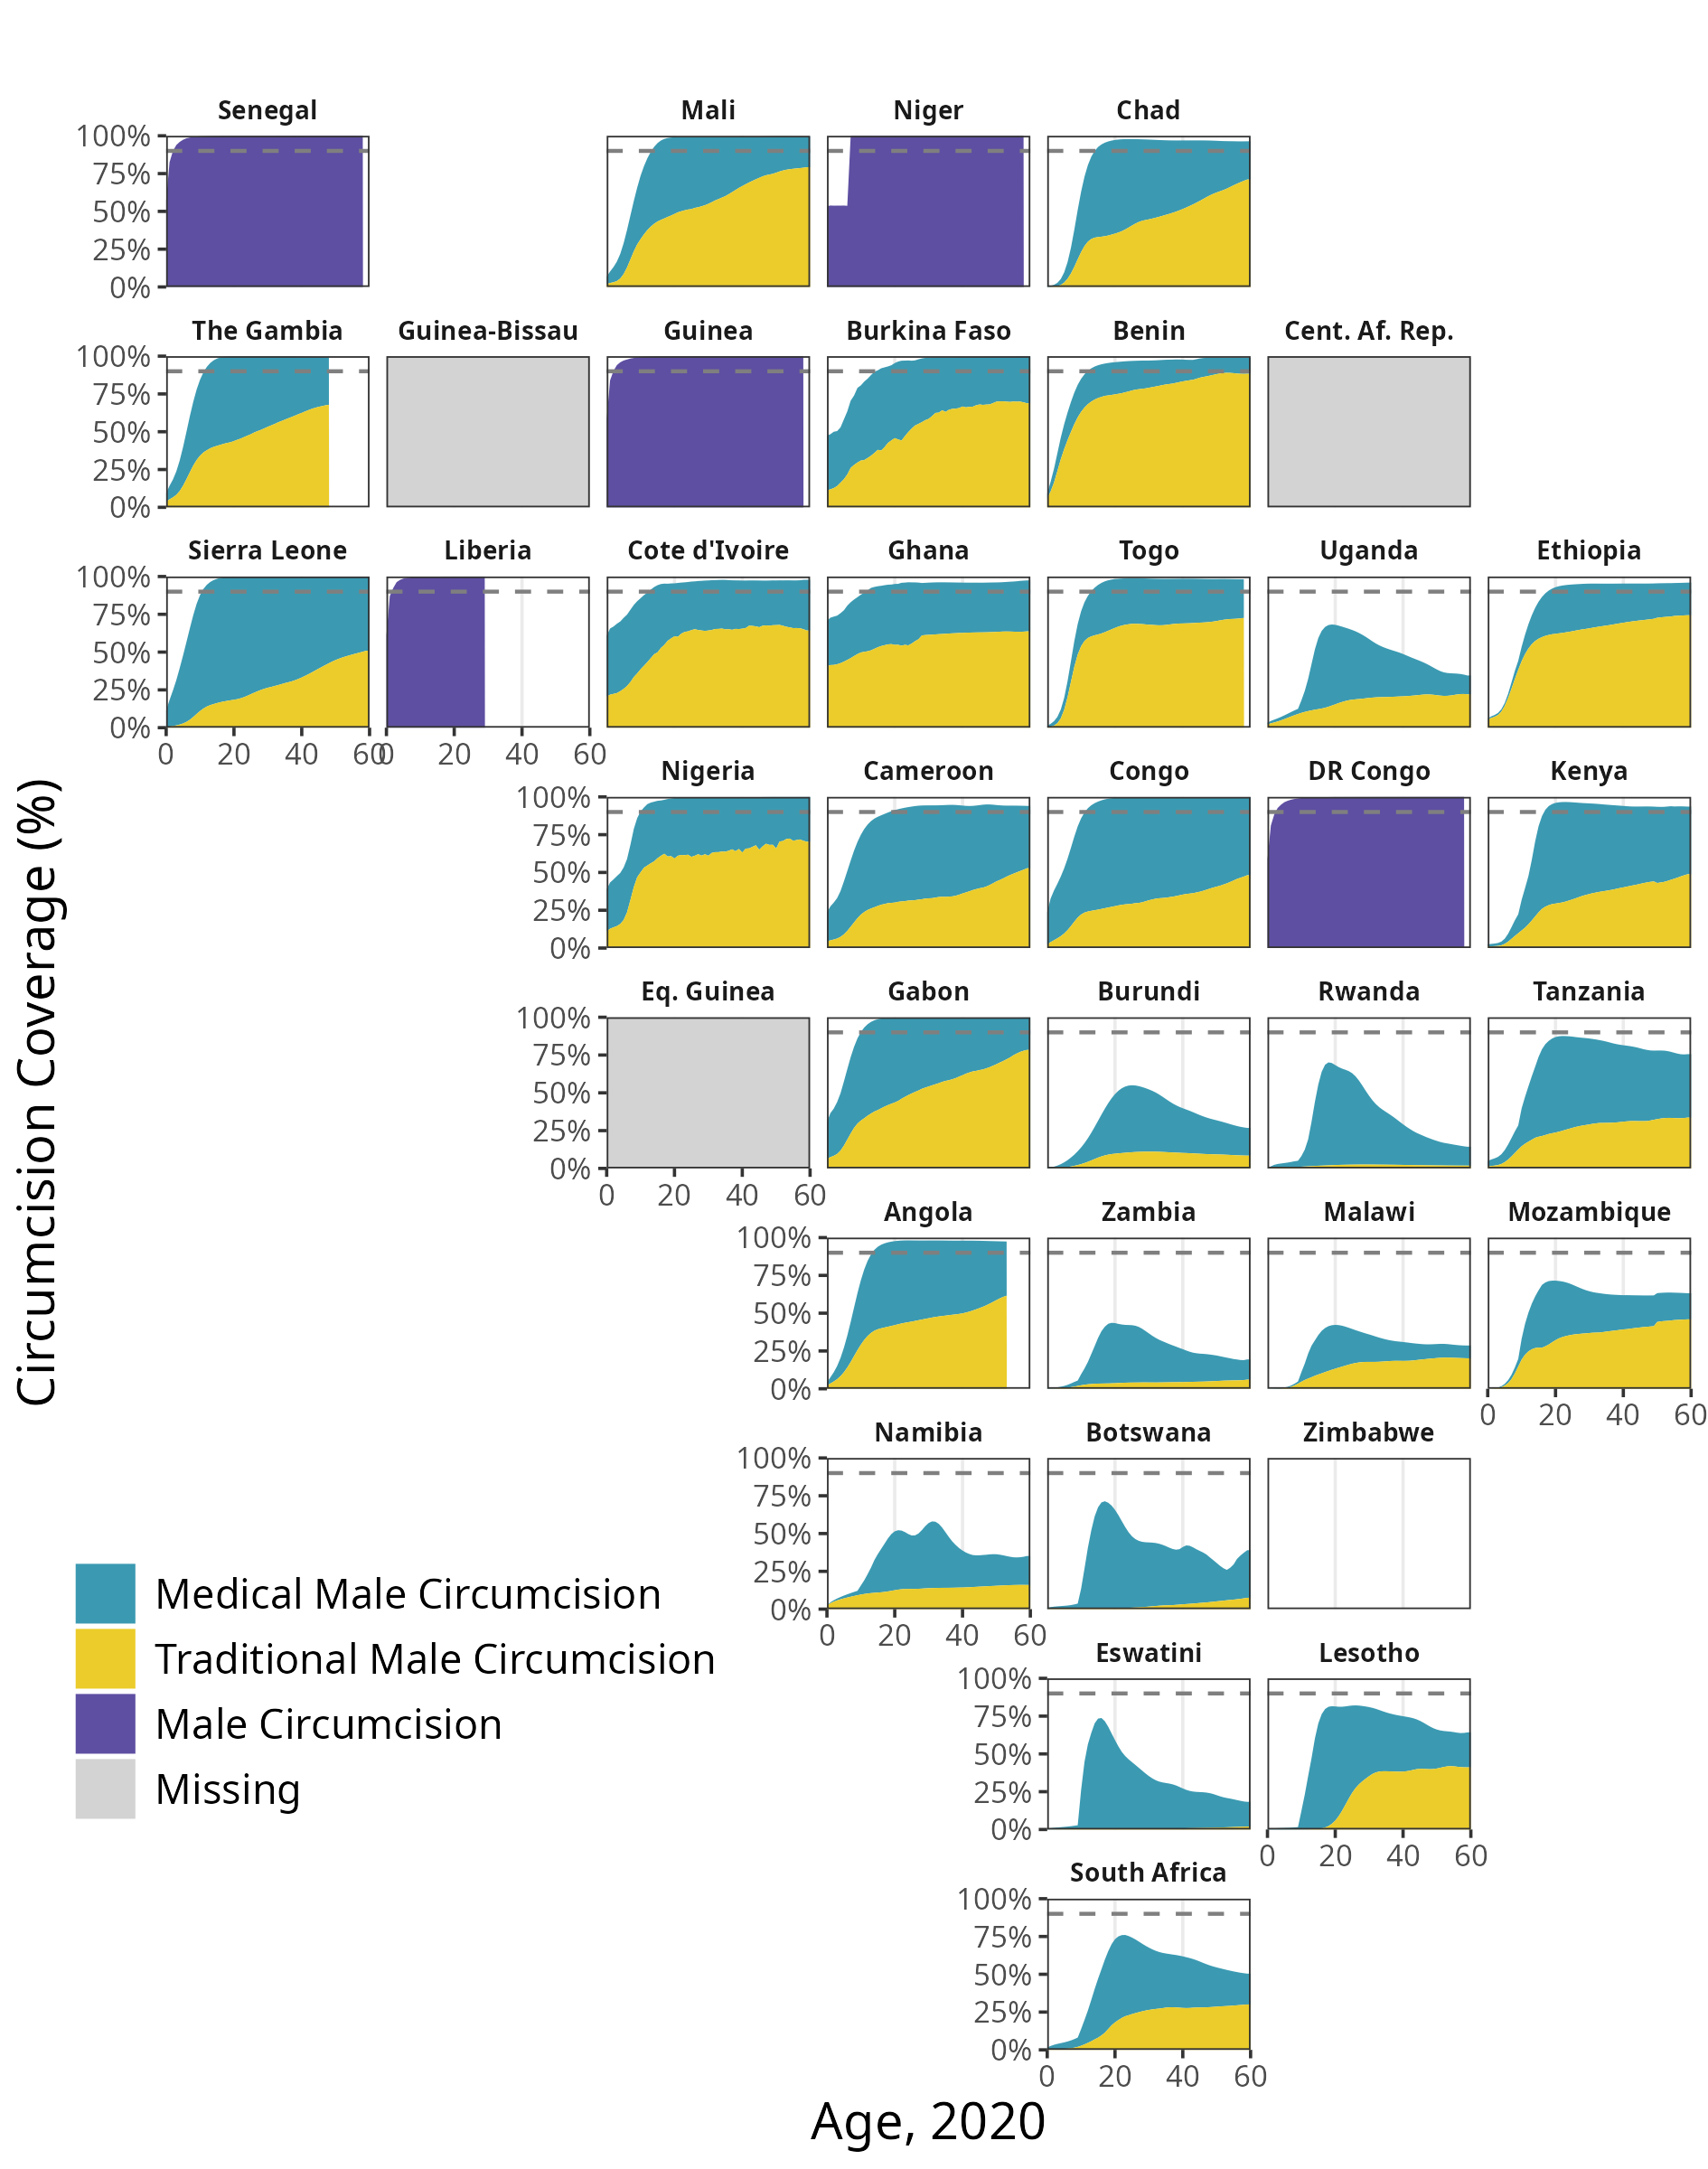 Senegal
Mali
Niger
Chad
100%
75%
50%
25%
0%
The Gambia
Guinea-Bissau
Guinea
Burkina Faso
Benin
Cent. Af. Rep.
100%
75%
50%
25%
0%
Sierra Leone
Liberia
Cote d'Ivoire
Ghana
Togo
Uganda
Ethiopia
100%
75%
50%
25%
0%
0 20 40 60
0 20 40 60
Nigeria
Cameroon
Congo
DR Congo
Kenya
100%
75%
50%
25%
0%
Eq. Guinea
Gabon
Burundi
Rwanda
Tanzania
100%
75%
50%
25%
0%
0 20 40 60
Angola
Zambia
Malawi
Mozambique
100%
75%
50%
25%
0%
0 20 40 60
Namibia
Botswana
Zimbabwe
100%
75%
50%
25%
0%
0 20 40 60
Eswatini
Lesotho
100%
75%
50%
25%
0%
0 20 40 60
South Africa
100%
75%
50%
25%
0%
0 20 40 60
Age, 2020
Circumcision Coverage (%)
Medical Male Circumcision
Traditional Male Circumcision
Male Circumcision
Missing